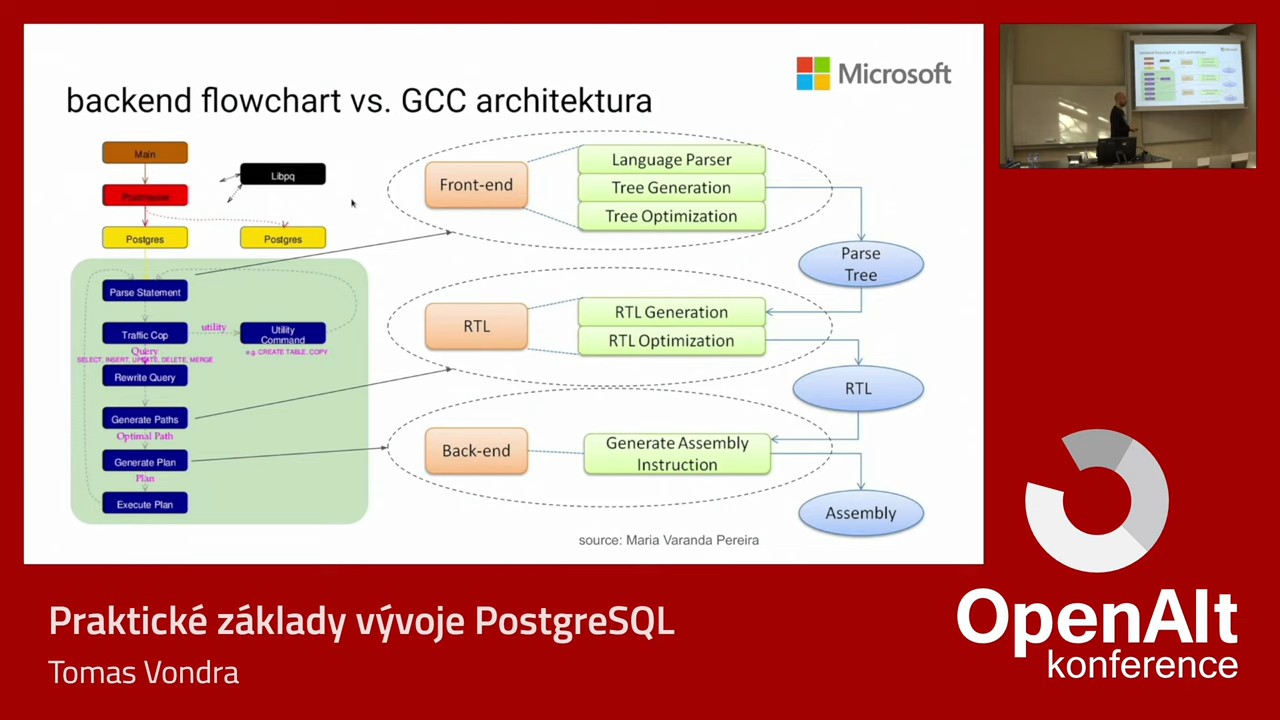 Microsoft
backend flowchart vs. GCC architektura
Main
Libpq
Postmaster
Postgres
Postgres
Parse Statement
Traffic Cop
utility
Utility
Command
e.g. CREATE TABLE, COPY
Query
SELECT, INSERT, UPDATE, DELETE, MERGE
Rewrite Query
Generate Paths
Optimal Path
Generate Plan
Plan
Execute Plan
Front-end
Language Parser
Tree Generation
Tree Optimization
Parse
Tree
RTL
RTL Generation
RTL Optimization
RTL
Back-end
Generate Assembly
Instruction
Assembly
source: Maria Varanda Pereira
Praktické základy vývoje PostgreSQL
Tomas Vondra
OpenAlt
konference